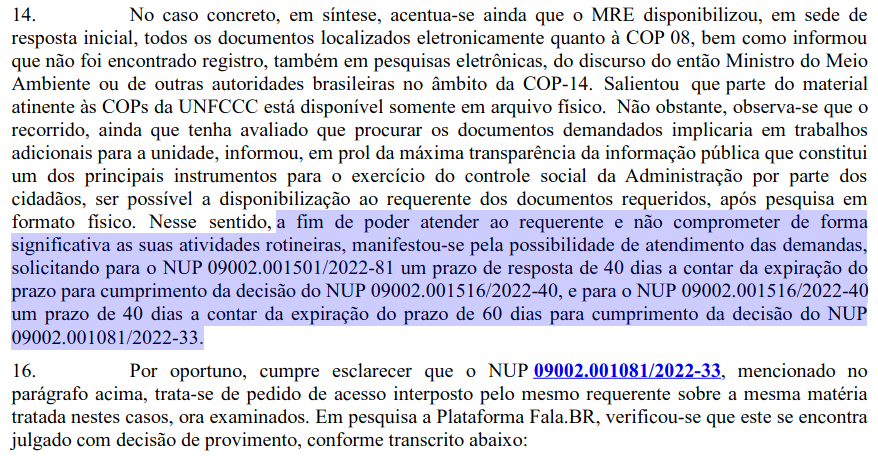 14. No caso concreto, em síntese, acentua-se ainda que o MRE disponibilizou, em sede de
resposta inicial, todos os documentos localizados eletronicamente quanto à COP 08, bem como informou
que não foi encontrado registro, também em pesquisas eletrônicas, do discurso do então Ministro do Meio
Ambiente ou de outras autoridades brasileiras no âmbito da COP-14. Salientou que parte do material
atinente às COPs da UNFCCC está disponível somente em arquivo físico. Não obstante, observa-se que o
recorrido, ainda que tenha avaliado que procurar os documentos demandados implicaria em trabalhos
adicionais para a unidade, informou, em prol da máxima transparência da informação pública que constitui
um dos principais instrumentos para o exercício do controle social da Administração por parte dos
cidadãos, ser possível a disponibilização ao requerente dos documentos requeridos, após pesquisa em
formato físico. Nesse sentido, a fim de poder atender ao requerente e não comprometer de forma
significativa as suas atividades rotineiras, manifestou-se pela possibilidade de atendimento das demandas,
solicitando para o NUP 09002.001501/2022-81 um prazo de resposta de 40 dias a contar da expiração do
prazo para cumprimento da decisão do NUP 09002.001516/2022-40, e para o NUP 09002.001516/2022-40
um prazo de 40 dias a contar da expiração do prazo de 60 dias para cumprimento da decisão do NUP
09002.001081/2022-33.
16. Por oportuno, cumpre esclarecer que o NUP 09002.001081/2022-33, mencionado no
parágrafo acima, trata-se de pedido de acesso interposto pelo mesmo requerente sobre a mesma matéria
tratada nestes casos, ora examinados. Em pesquisa a Plataforma Fala.BR, verificou-se que este se encontra
julgado com decisão de provimento, conforme transcrito abaixo: